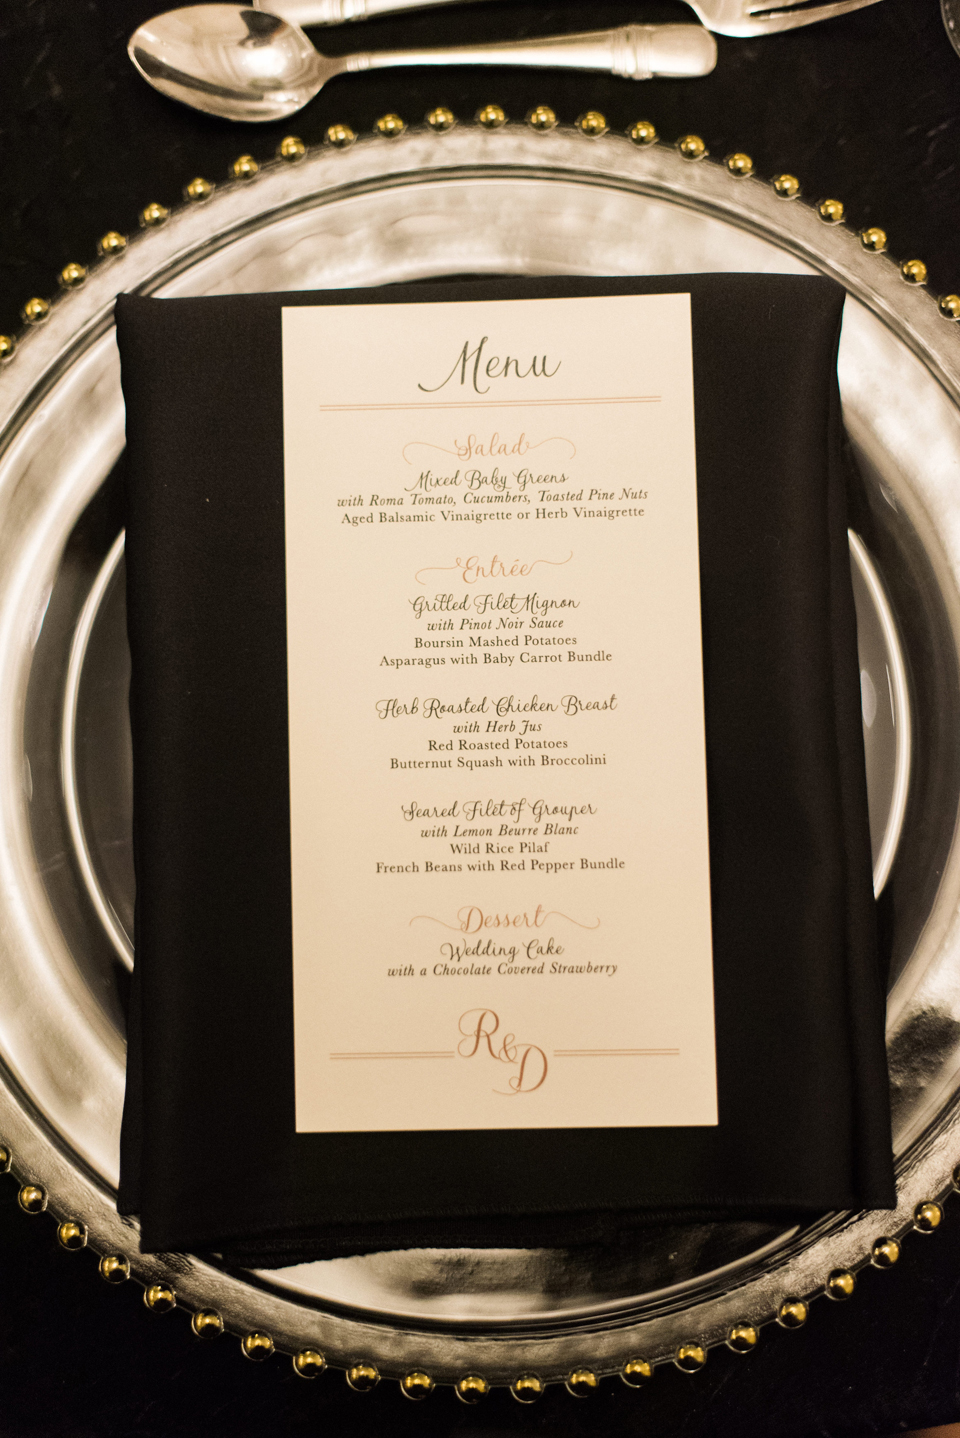 Menu
Salad
Mixed Baby Greens
with Roma Tomato, Cucumbers, Toasted Pine Nuts
Aged Balsamic Vinaigrette or Herb Vinaigrette
Entrêe
Grilled Filet Mignon
with Pinot Noir Sauce
Boursin Mashed Potatoes
Asparagus with Baby Carrot Bundle
Herb Roasted Chicken Breast
with Herb Jus
Red Roasted Potatoes
Butternut Squash with Broccolini
Seared Filet of Grouper
with Lemon Beurre Blanc
Wild Rice Pilaf
French Beans with Red Pepper Bundle
Dessert
Wedding Cake
with a Chocolate Covered Strawberry
R&D